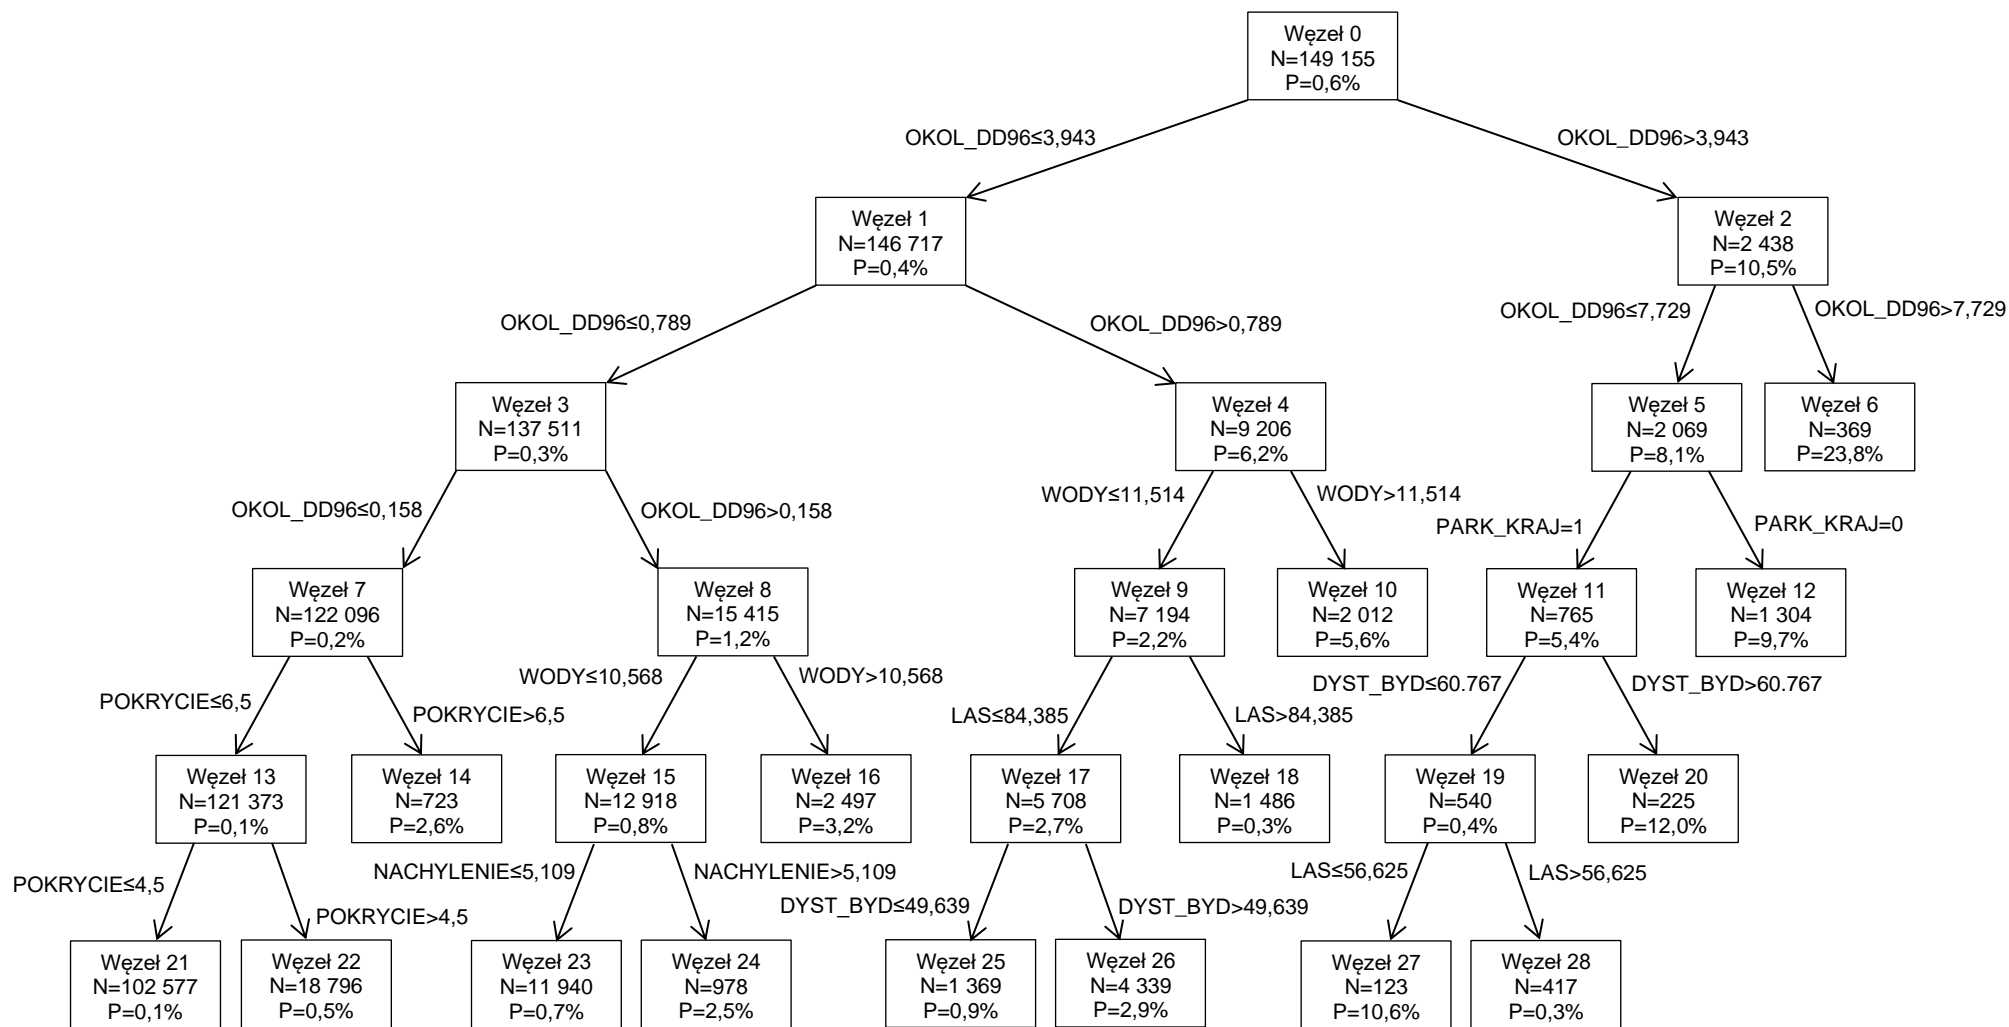 Węzeł 0
N=149 155
P=0,6%
OKOL_DD96≤3,943
OKOL_DD96>3,943
Węzeł 1
N=146 717
P=0,4%
Węzeł 2
N=2 438
P=10,5%
OKOL_DD96≤0,789
OKOL_DD96>0,789
OKOL_DD96≤7,729
OKOL_DD96>7,729
Węzeł 3
N=137 511
P=0,3%
Węzeł 4
N=9 206
P=6,2%
Węzeł 5
N=2 069
P=8,1%
Węzeł 6
N=369
P=23,8%
OKOL_DD96≤0,158
OKOL_DD96>0,158
WODY≤11,514
WODY>11,514
PARK_KRAJ=1
PARK_KRAJ=0
Węzeł 7
N=122 096
P=0,2%
Węzeł 8
N=15 415
P=1,2%
Węzeł 9
N=7 194
P=2,2%
Węzeł 10
N=2 012
P=5,6%
Węzeł 11
N=765
P=5,4%
Węzeł 12
N=1 304
P=9,7%
POKRYCIE≤6,5
POKRYCIE>6,5
WODY≤10,568
WODY>10,568
LAS≤84,385
LAS>84,385
DYST_BYD≤60.767
DYST_BYD>60.767
Węzeł 13
N=121 373
P=0,1%
Węzeł 14
N=723
P=2,6%
Węzeł 15
N=12 918
P=0,8%
Węzeł 16
N=2 497
P=3,2%
Węzeł 17
N=5 708
P=2,7%
Węzeł 18
N=1 486
P=0,3%
Węzeł 19
N=540
P=0,4%
Węzeł 20
N=225
P=12,0%
POKRYCIE≤4,5
POKRYCIE>4,5
NACHYLENIE≤5,109
NACHYLENIE>5,109
DYST_BYD≤49,639
DYST_BYD>49,639
LAS≤56,625
LAS>56,625
Węzeł 21
N=102 577
P=0,1%
Węzeł 22
N=18 796
P=0,5%
Węzeł 23
N=11 940
P=0,7%
Węzeł 24
N=978
P=2,5%
Węzeł 25
N=1 369
P=0,9%
Węzeł 26
N=4 339
P=2,9%
Węzeł 27
N=123
P=10,6%
Węzeł 28
N=417
P=0,3%